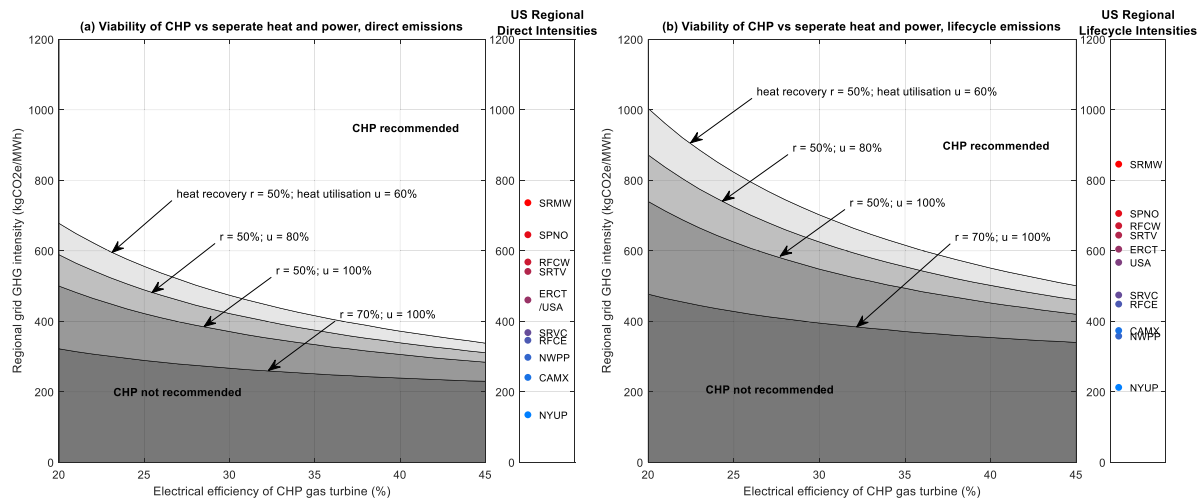 (a) Viability of CHP vs seperate heat and power, direct emissions
US Regional
Direct Intensities
Regional grid GHG intensity (kgCO2e/MWh)
1200
1000
800
600
400
200
0
CHP recommended
heat recovery r = 50%; heat utilisation u = 60%
r = 50%; u = 80%
r = 50%; u = 100%
r = 70%; u = 100%
CHP not recommended
20
25
30
35
40
45
Electrical efficiency of CHP gas turbine (%)
1200
1000
800
600
400
200
0
SRMW
SPNO
RFCW
SRTV
ERCT
/USA
SRVC
RFCE
NWPP
CAMX
NYUP
(b) Viability of CHP vs seperate heat and power, lifecycle emissions
US Regional
Lifecycle Intensities
Regional grid GHG intensity (kgCO2e/MWh)
1200
1000
800
600
400
200
0
heat recovery r = 50%; heat utilisation u = 60%
CHP recommended
r = 50%; u = 80%
r = 50%; u = 100%
r = 70%; u = 100%
CHP not recommended
20
25
30
35
40
45
Electrical efficiency of CHP gas turbine (%)
1200
1000
800
600
400
200
0
SRMW
SPNO
RFCW
SRTV
ERCT
USA
SRVC
RFCE
CAMX
NWPP
NYUP